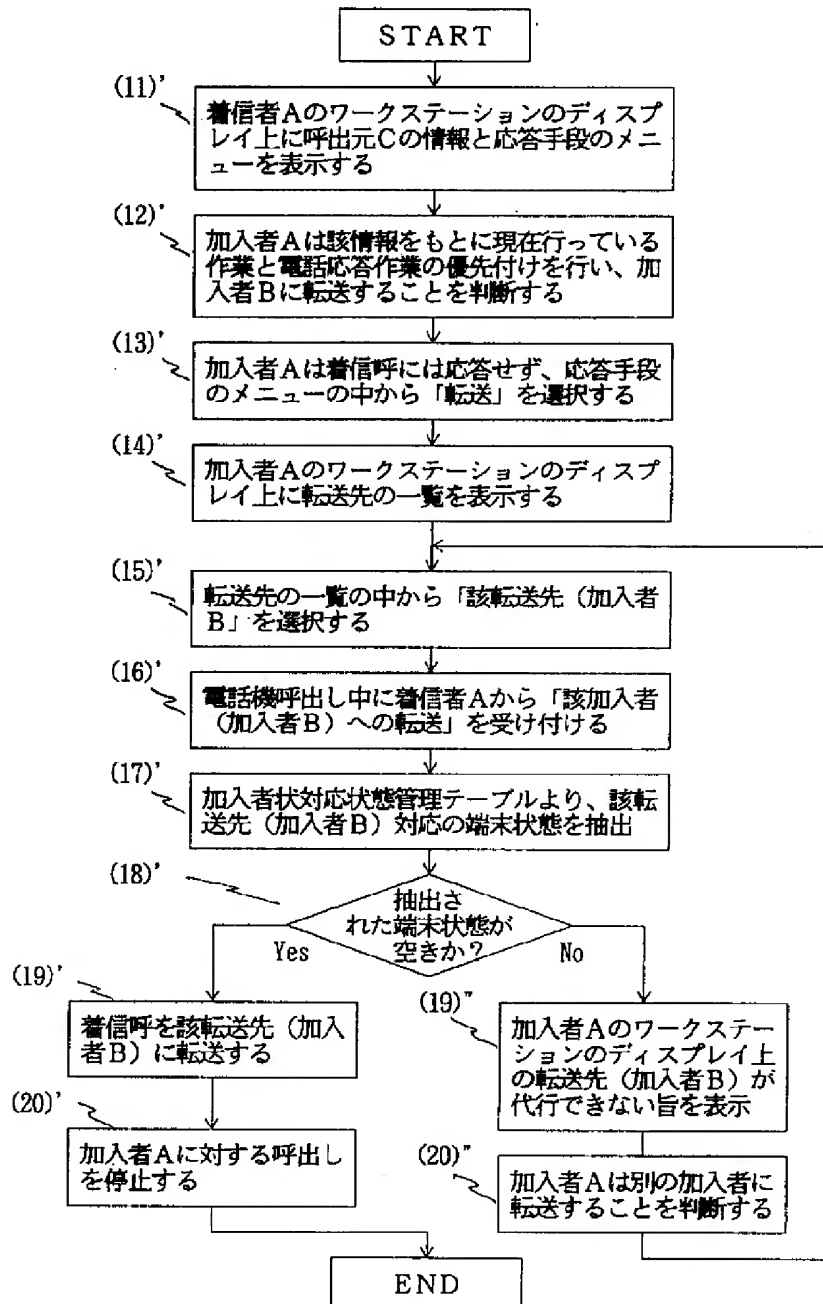 START
(11)'
着信者Aのワークステーションのディスプ
レイ上に呼出元Cの情報と応答手段のメニ
ューを表示する
(12)'
加入者Aは該情報をもとに現在行っている
作業と電話応答作業の優先付けを行い、加
入者Bに転送することを判断する
(13)'
加入者Aは着信呼には応答せず、応答手段
のメニューの中から「転送」を選択する
(14)'
加入者Aのワークステーションのディスプ
レイ上に転送先の一覧を表示する
(15)'
転送先の一覧の中から「該転送先(加入者
B」を選択する
(16)'
電話機呼出し中に着信者Aから「該加入者
(加入者B)への転送」を受け付ける
(17)'
加入者状対応状態管理テーブルより、該転
送先(加入者B)対応の端末状態を抽出
(18)'
抽出さ
れた端末状態が
空きか?
Yes
No
(19)'
着信呼を該転送先(加入
者B)に転送する
(20)'
加入者Aに対する呼出し
を停止する
(19)"
加入者Aのワークステー
ションのディスプレイ上
の転送先(加入者B)が
代行できない旨を表示
(20)"
加入者Aは別の加入者に
転送することを判断する
END